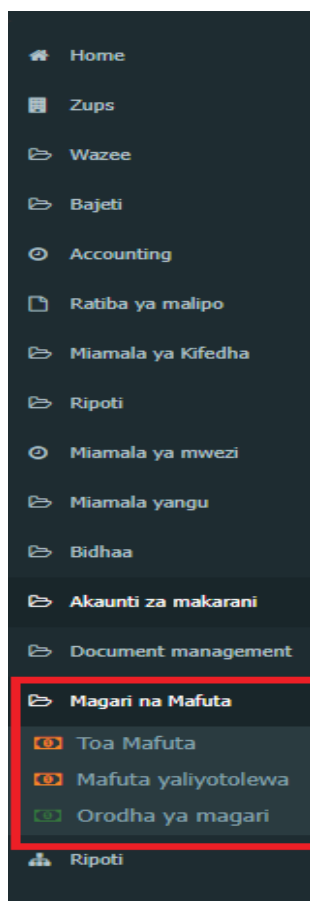 Home
Zups
Wazee
Bajeti
Accounting
Ratiba ya malipo
Miamala ya Kifedha
Ripoti
Miamala ya mwezi
Miamala yangu
Bidhaa
Akaunti za makarani
Document management
Magari na Mafuta
Toa Mafuta
Mafuta yaliyotolewa
Orodha ya magari
Ripoti